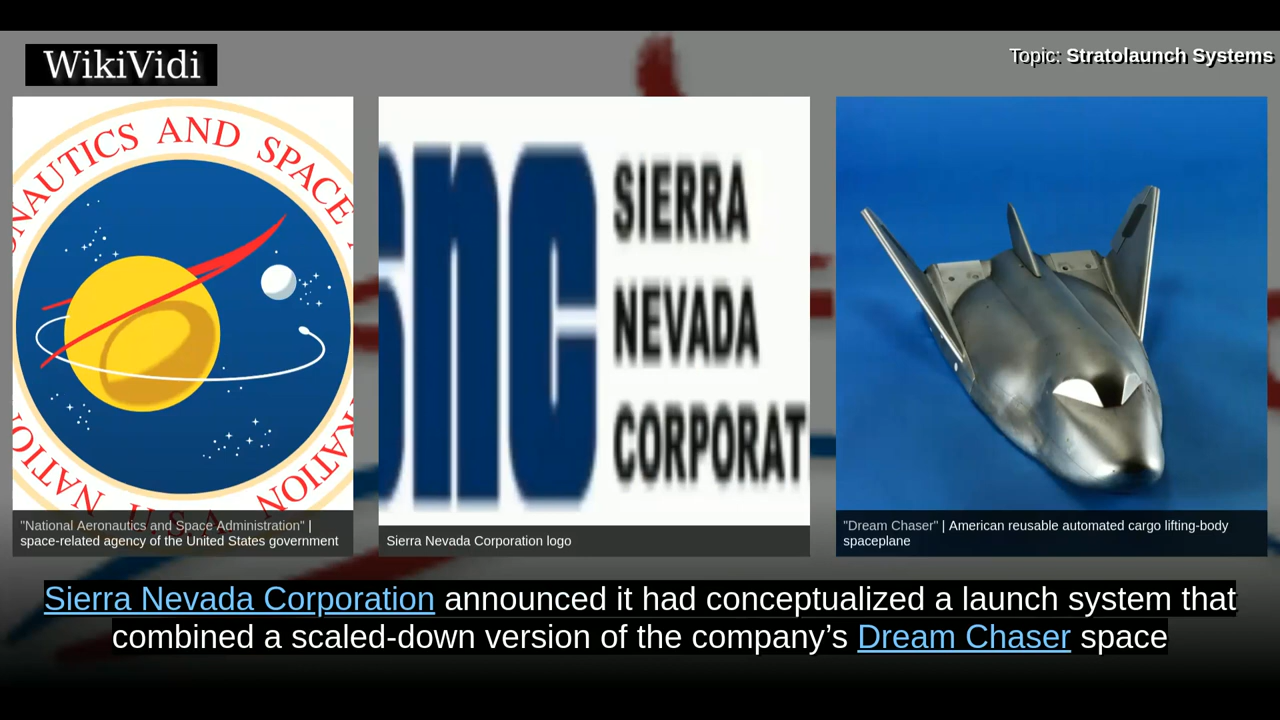 WikiVidi
Topic: Stratolaunch Systems
NAUTICS AND SPACE
RATION
U.S.A.
NATION
snc
SIERRA
NEVADA
CORPORAT
"National Aeronautics and Space Administration" |
space-related agency of the United States government
Sierra Nevada Corporation logo
"Dream Chaser" | American reusable automated cargo lifting-body
spaceplane
Sierra Nevada Corporation announced it had conceptualized a launch system that
combined a scaled-down version of the company’s Dream Chaser space